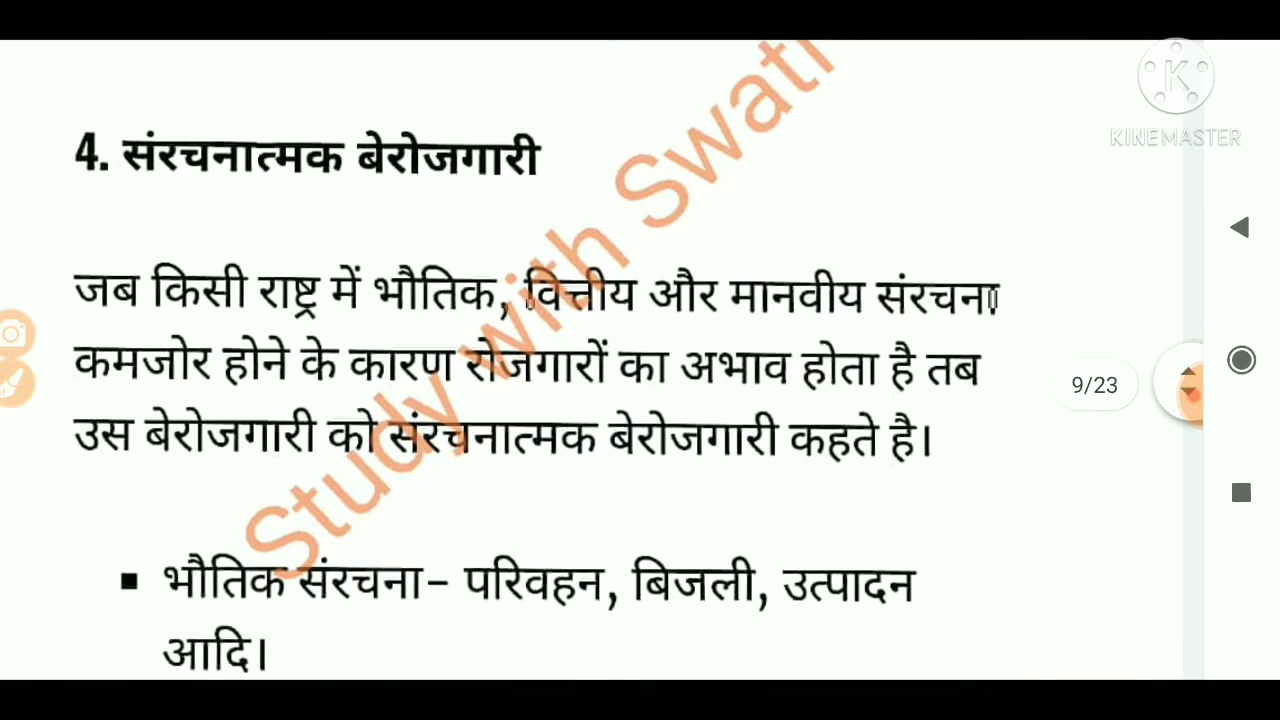 4. संरचनात्मक बेरोजगारी
जब किसी राष्ट्र में भौतिक, वित्तीय और मानवीय संरचना
कमजोर होने के कारण रोजगारों का अभाव होता है तब
उस बेरोजगारी को संरचनात्मक बेरोजगारी कहते है।
▪ भौतिक संरचना– परिवहन, बिजली, उत्पादन
आदि।
Study with Swati
K
KINEMASTER
9/23